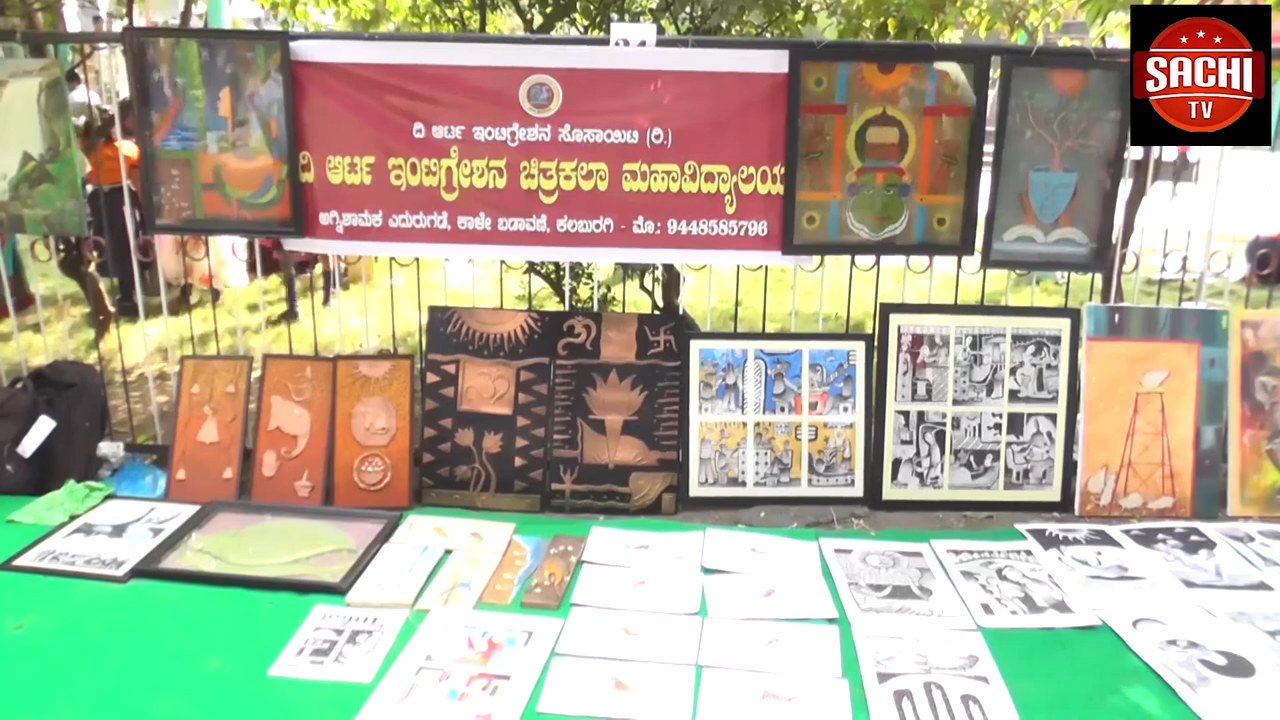 SACHI
TV
ದಿ ಆರ್ಟ ಇಂಟಿಗ್ರೇಶನ ಸೊಸಾಯಿಟಿ (ರಿ.)
ದಿ ಆರ್ಟ ಇಂಟಿಗ್ರೇಶನ ಚಿತ್ರಕಲಾ ಮಹಾವಿದ್ಯಾಲಯ
ಅಗ್ನಿಶಾಮಕ ಎದುರುಗಡೆ, ಕಾಳೇ ಬಡಾವಣೆ, ಕಲಬುರಗಿ - ಮೊ: 9448585796